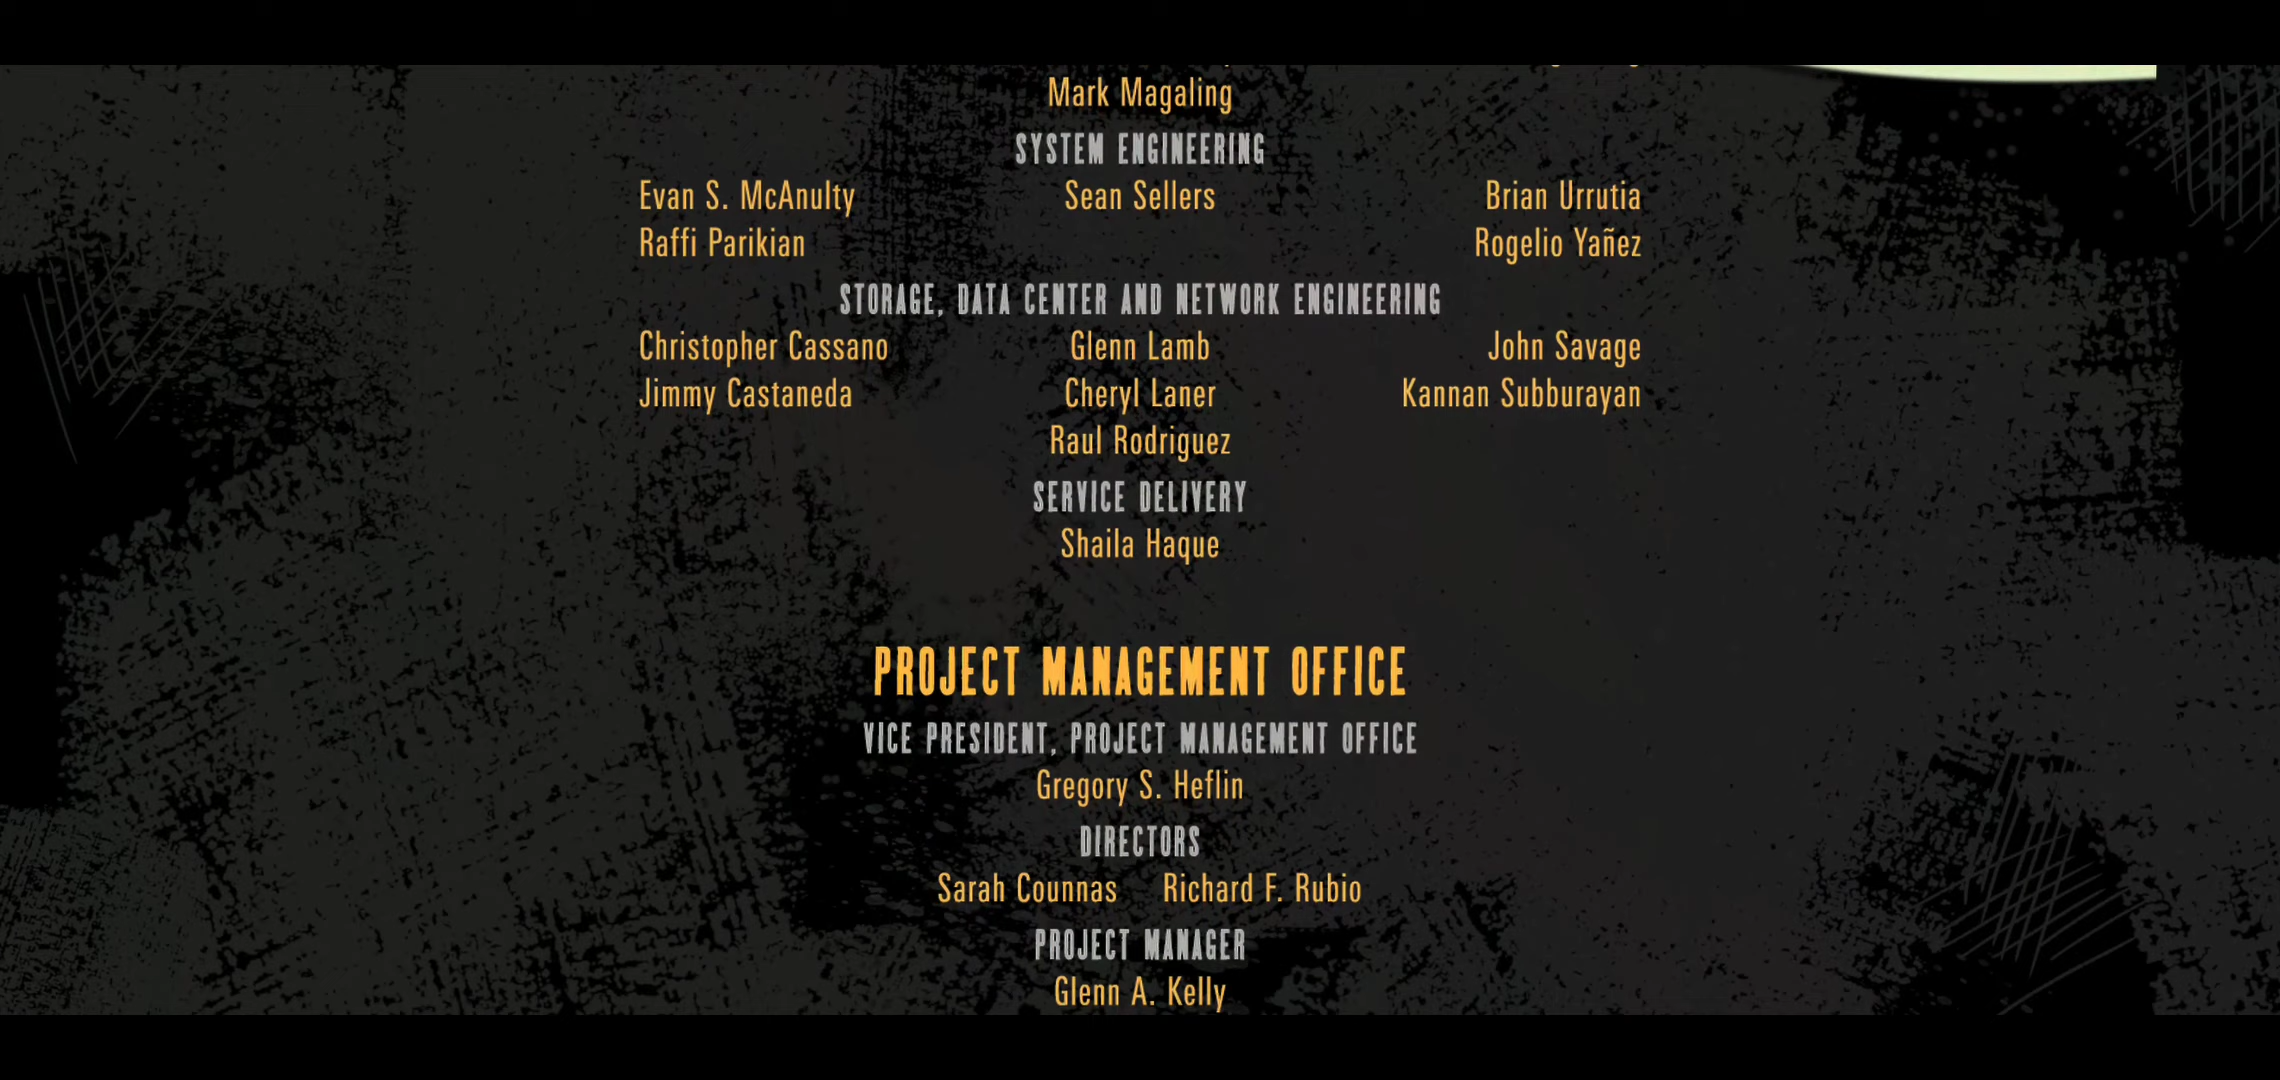 Mark Magaling
SYSTEM ENGINEERING
Evan S. McAnulty Sean Sellers Brian Urrutia
Raffi Parikian Rogelio Yañez
STORAGE, DATA CENTER AND NETWORK ENGINEERING
Christopher Cassano Glenn Lamb John Savage
Jimmy Castaneda Cheryl Laner Kannan Subburayan
Raul Rodriguez
SERVICE DELIVERY
Shaila Haque
PROJECT MANAGEMENT OFFICE
VICE PRESIDENT, PROJECT MANAGEMENT OFFICE
Gregory S. Heflin
DIRECTORS
Sarah Counnas Richard F. Rubio
PROJECT MANAGER
Glenn A. Kelly